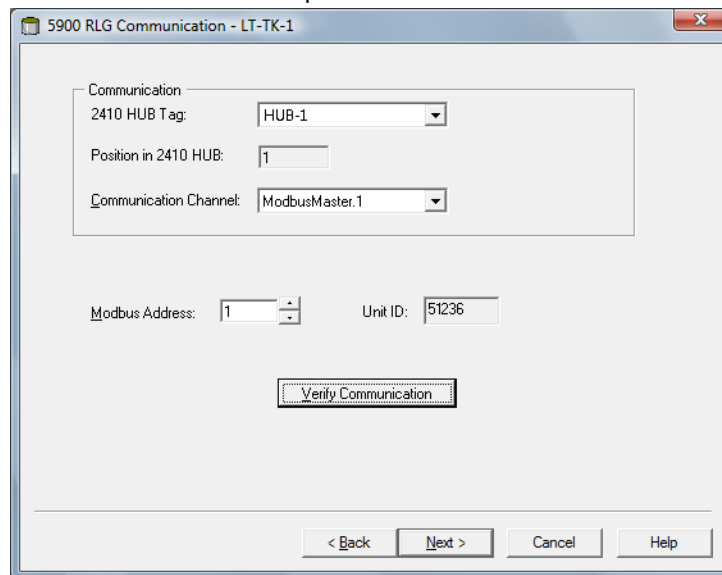 5900 RLG Communication - LT-TK-1
Communication
2410 HUB Tag: HUB-1
Position in 2410 HUB: 1
Communication Channel: ModbusMaster.1
Modbus Address: 1 Unit ID: 51236
Verify Communication
< Back Next > Cancel Help